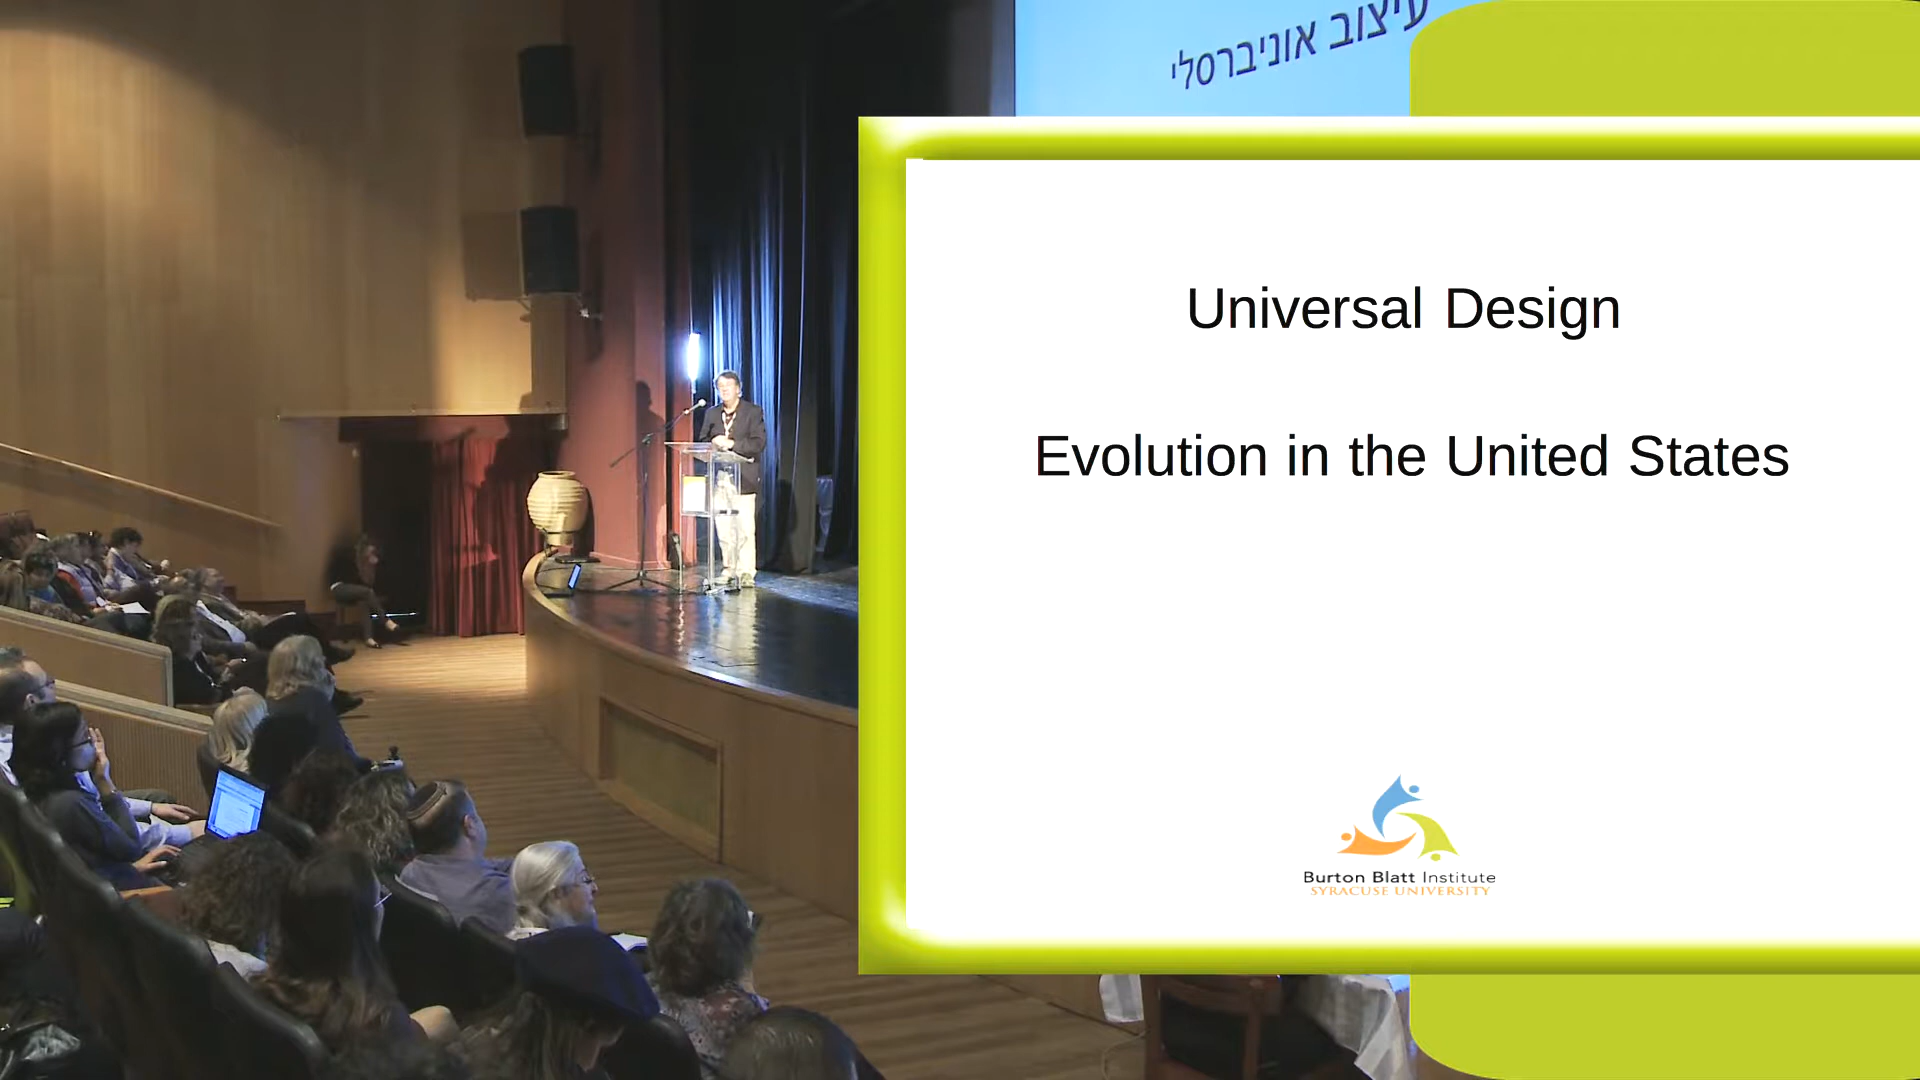 עיצוב אוניברסלי
Universal Design
Evolution in the United States
Burton Blatt Institute
SYRACUSE UNIVERSITY